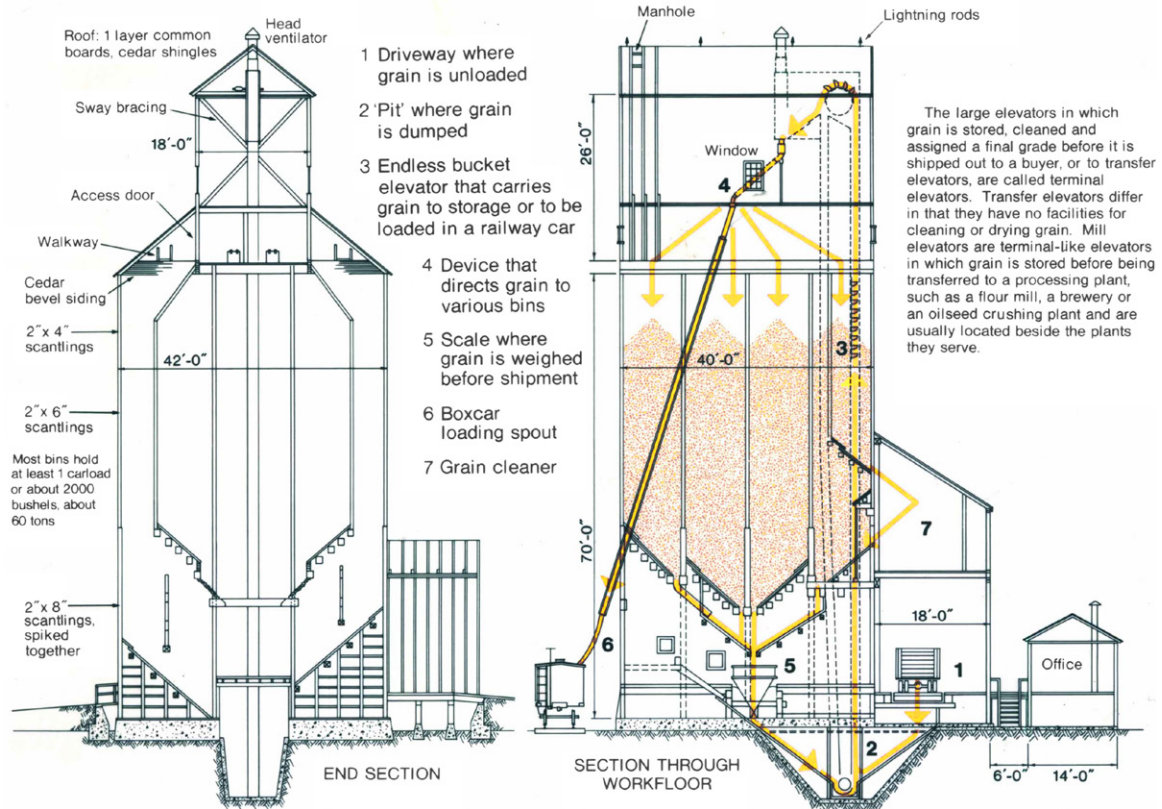 Roof: 1 layer common
boards, cedar shingles
Head
ventilator
Sway bracing
18'-0"
Access door
Walkway
Cedar
bevel siding
2"x 4"
scantlings
42'-0"
2"x 6"
scantlings
Most bins hold
at least 1 carload
or about 2000
bushels, about
60 tons
2"x 8"
scantlings,
spiked
together
END SECTION
1 Driveway where
grain is unloaded
2 'Pit' where grain
is dumped
3 Endless bucket
elevator that carries
grain to storage or to be
loaded in a railway car
4 Device that
directs grain to
various bins
5 Scale where
grain is weighed
before shipment
6 Boxcar
loading spout
7 Grain cleaner
Manhole
Lightning rods
26'-0"
Window
4
3
40'-0"
70'-0"
7
18'-0"
6
5
1
Office
2
6'-0"
14'-0"
SECTION THROUGH
WORKFLOOR
The large elevators in which
grain is stored, cleaned and
assigned a final grade before it is
shipped out to a buyer, or to transfer
elevators, are called terminal
elevators. Transfer elevators differ
in that they have no facilities for
cleaning or drying grain. Mill
elevators are terminal-like elevators
in which grain is stored before being
transferred to a processing plant,
such as a flour mill, a brewery or
an oilseed crushing plant and are
usually located beside the plants
they serve.